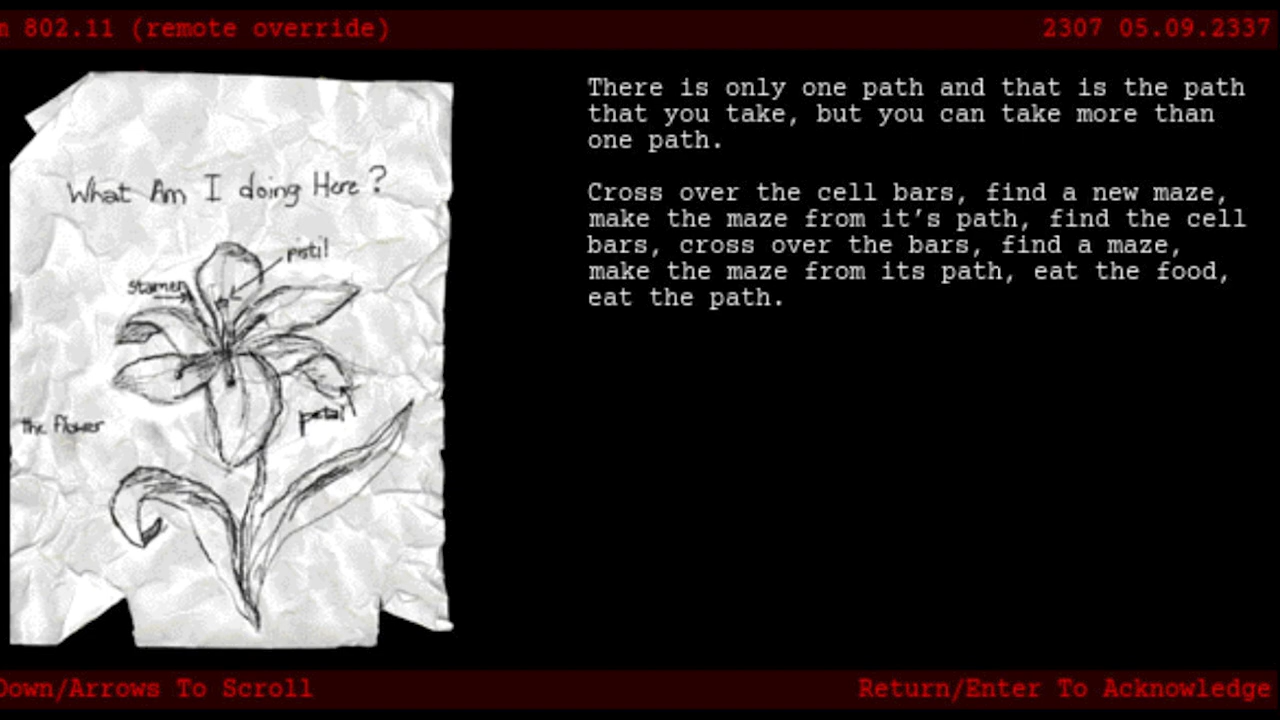 m 802.11 (remote override)
2307 05.09.2337
What Am I doing Here?
pistil
stamen
petal
the flower
There is only one path and that is the path
that you take, but you can take more than
one path.
Cross over the cell bars, find a new maze,
make the maze from it's path, find the cell
bars, cross over the bars, find a maze,
make the maze from its path, eat the food,
eat the path.
Down/Arrows To Scroll
Return/Enter To Acknowledge